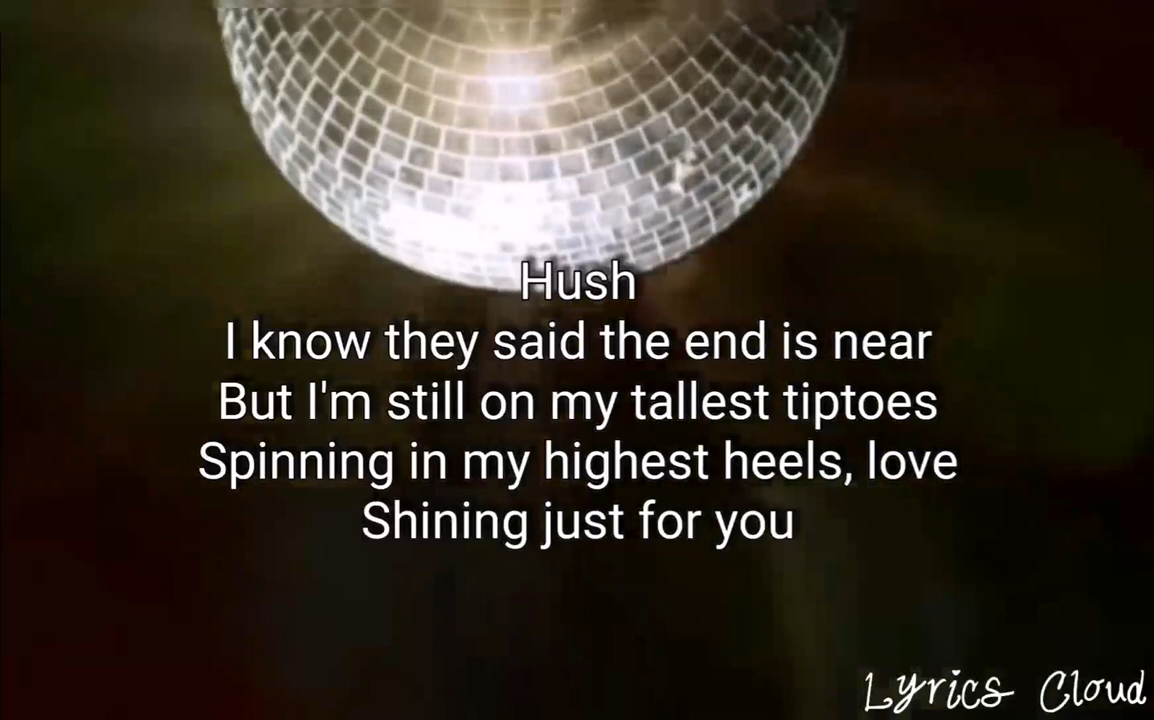 Hush
I know they said the end is near
But I'm still on my tallest tiptoes
Spinning in my highest heels, love
Shining just for you
Lyrics Cloud